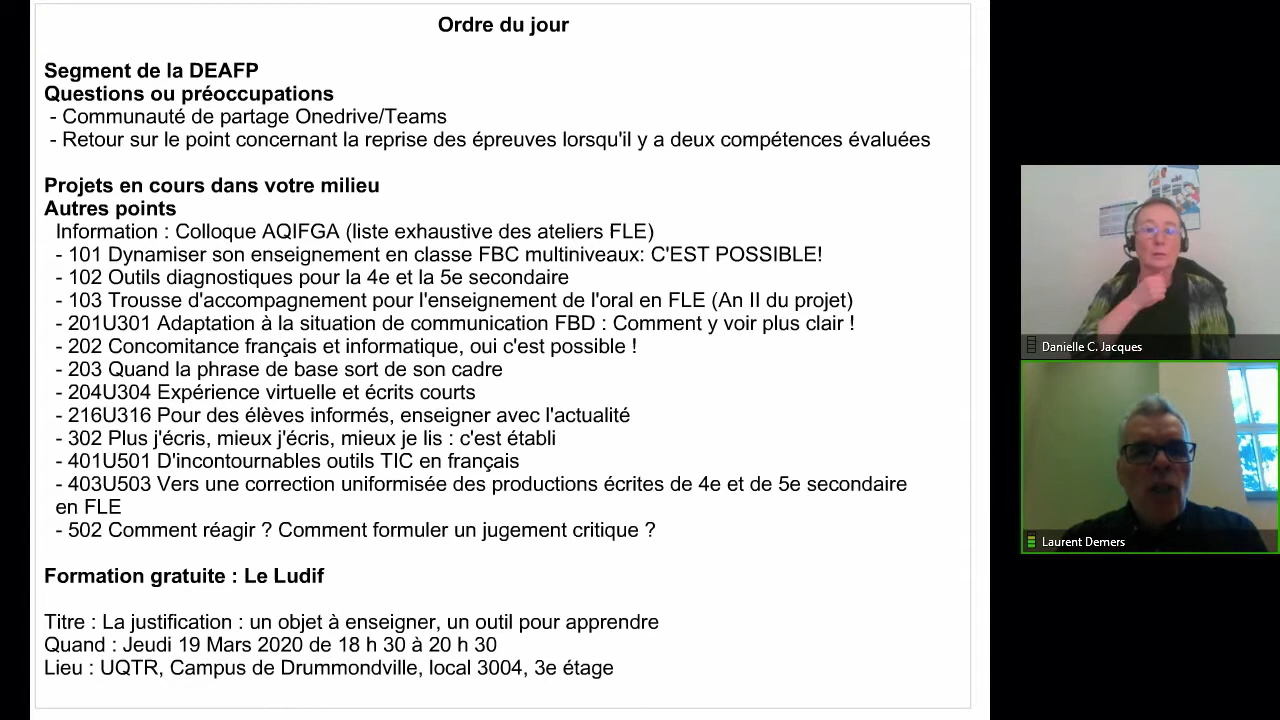 Ordre du jour
Segment de la DEAFP
Questions ou préoccupations
- Communauté de partage Onedrive/Teams
- Retour sur le point concernant la reprise des épreuves lorsqu'il y a deux compétences évaluées
Projets en cours dans votre milieu
Autres points
Information : Colloque AQIFGA (liste exhaustive des ateliers FLE)
- 101 Dynamiser son enseignement en classe FBC multiniveaux: C'EST POSSIBLE!
- 102 Outils diagnostiques pour la 4e et la 5e secondaire
- 103 Trousse d'accompagnement pour l'enseignement de l'oral en FLE (An II du projet)
- 201U301 Adaptation à la situation de communication FBD : Comment y voir plus clair !
- 202 Concomitance français et informatique, oui c'est possible !
- 203 Quand la phrase de base sort de son cadre
- 204U304 Expérience virtuelle et écrits courts
- 216U316 Pour des élèves informés, enseigner avec l'actualité
- 302 Plus j'écris, mieux j'écris, mieux je lis : c'est établi
- 401U501 D'incontournables outils TIC en français
- 403U503 Vers une correction uniformisée des productions écrites de 4e et de 5e secondaire
en FLE
- 502 Comment réagir ? Comment formuler un jugement critique ?
Formation gratuite : Le Ludif
Titre : La justification : un objet à enseigner, un outil pour apprendre
Quand : Jeudi 19 Mars 2020 de 18 h 30 à 20 h 30
Lieu : UQTR, Campus de Drummondville, local 3004, 3e étage
Danielle C. Jacques
Laurent Demers